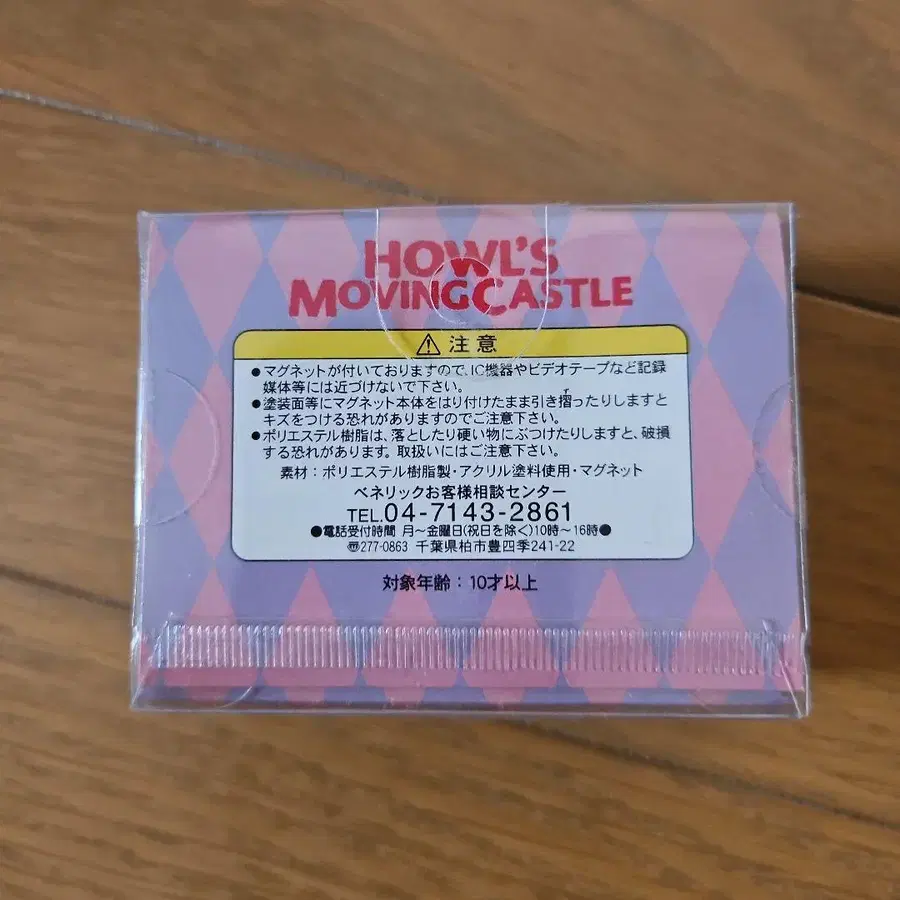 HOWL'S
MOVING CASTLE
⚠ 注意
●マグネットが付いておりますので、IC機器やビデオテープなど記録
媒体等には近づけないで下さい。
●塗装面等にマグネット本体をはり付けたまま引き摺ったりしますと
キズをつける恐れがありますのでご注意下さい。
●ポリエステル樹脂は、落としたり硬い物にぶつけたりしますと、破損
する恐れがあります。取扱いにはご注意下さい。
素材：ポリエステル樹脂製・アクリル塗料使用・マグネット
ベネリックお客様相談センター
TEL.04-7143-2861
●電話受付時間 月～金曜日(祝日を除く)10時～16時●
〠277-0863 千葉県柏市豊四季241-22
対象年齢：10才以上